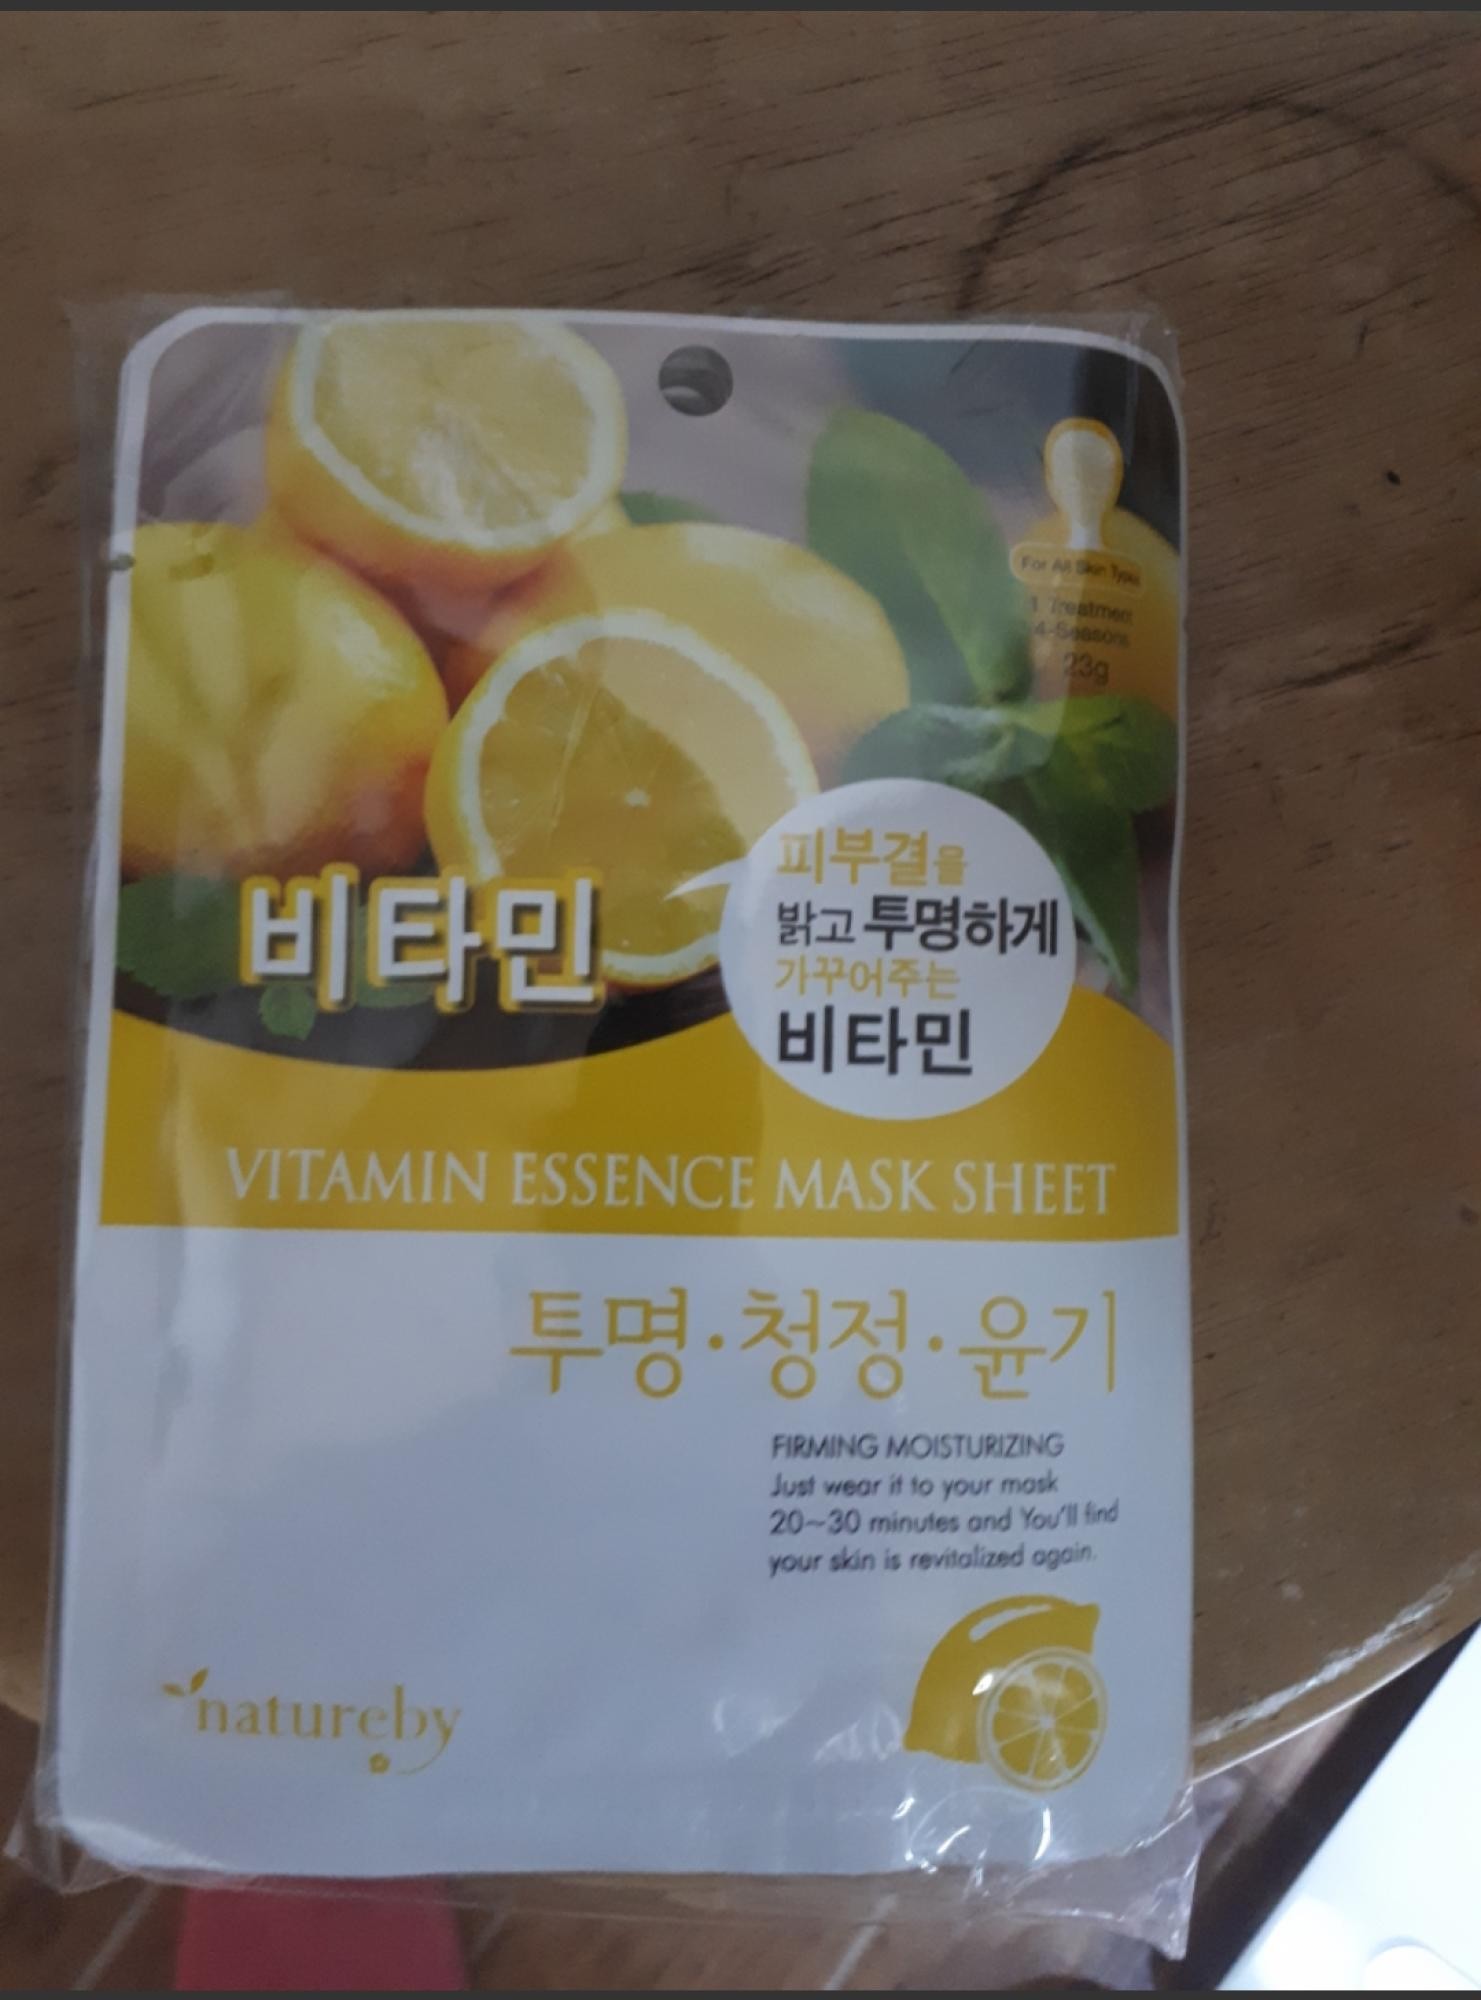 For All Skin Types
1 Treatment
4-Seasons
23g
피부결을
밝고 투명하게
가꾸어주는
비타민
비타민
VITAMIN ESSENCE MASK SHEET
투명·청정·윤기
FIRMING MOISTURIZING
Just wear it to your mask
20~30 minutes and You'll find
your skin is revitalized again.
natureby